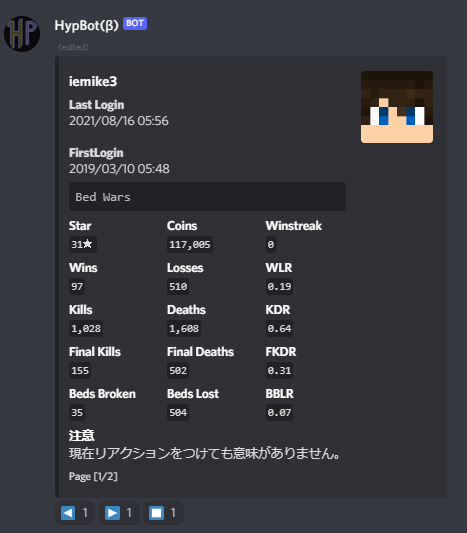 HP
HypBot(β) BOT
(edited)
iemike3
Last Login
2021/08/16 05:56
FirstLogin
2019/03/10 05:48
Bed Wars
Star Coins Winstreak
31★ 117,005 0
Wins Losses WLR
97 510 0.19
Kills Deaths KDR
1,028 1,608 0.64
Final Kills Final Deaths FKDR
155 502 0.31
Beds Broken Beds Lost BBLR
35 504 0.07
注意
現在リアクションをつけても意味がありません。
Page [1/2]
◀ 1 ▶ 1 ⏹ 1